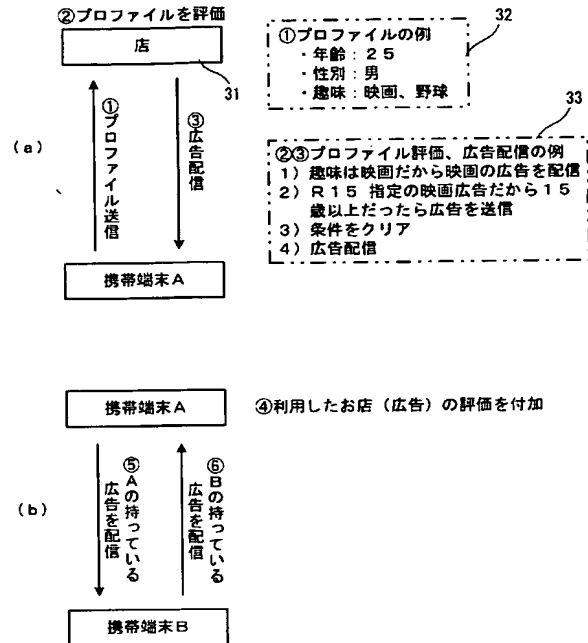 ②プロファイルを評価
店
31
(a)
①プロファイル送信
③広告配信
携帯端末A
32
①プロファイルの例
・年齢:25
・性別:男
・趣味:映画、野球
33
②③プロファイル評価、広告配信の例
1)趣味は映画だから映画の広告を配信
2)R15 指定の映画広告だから15
歳以上だったら広告を送信
3)条件をクリア
4)広告配信
携帯端末A
④利用したお店(広告)の評価を付加
(b)
⑤Aの持っている
広告を配信
⑥Bの持っている
広告を配信
携帯端末B